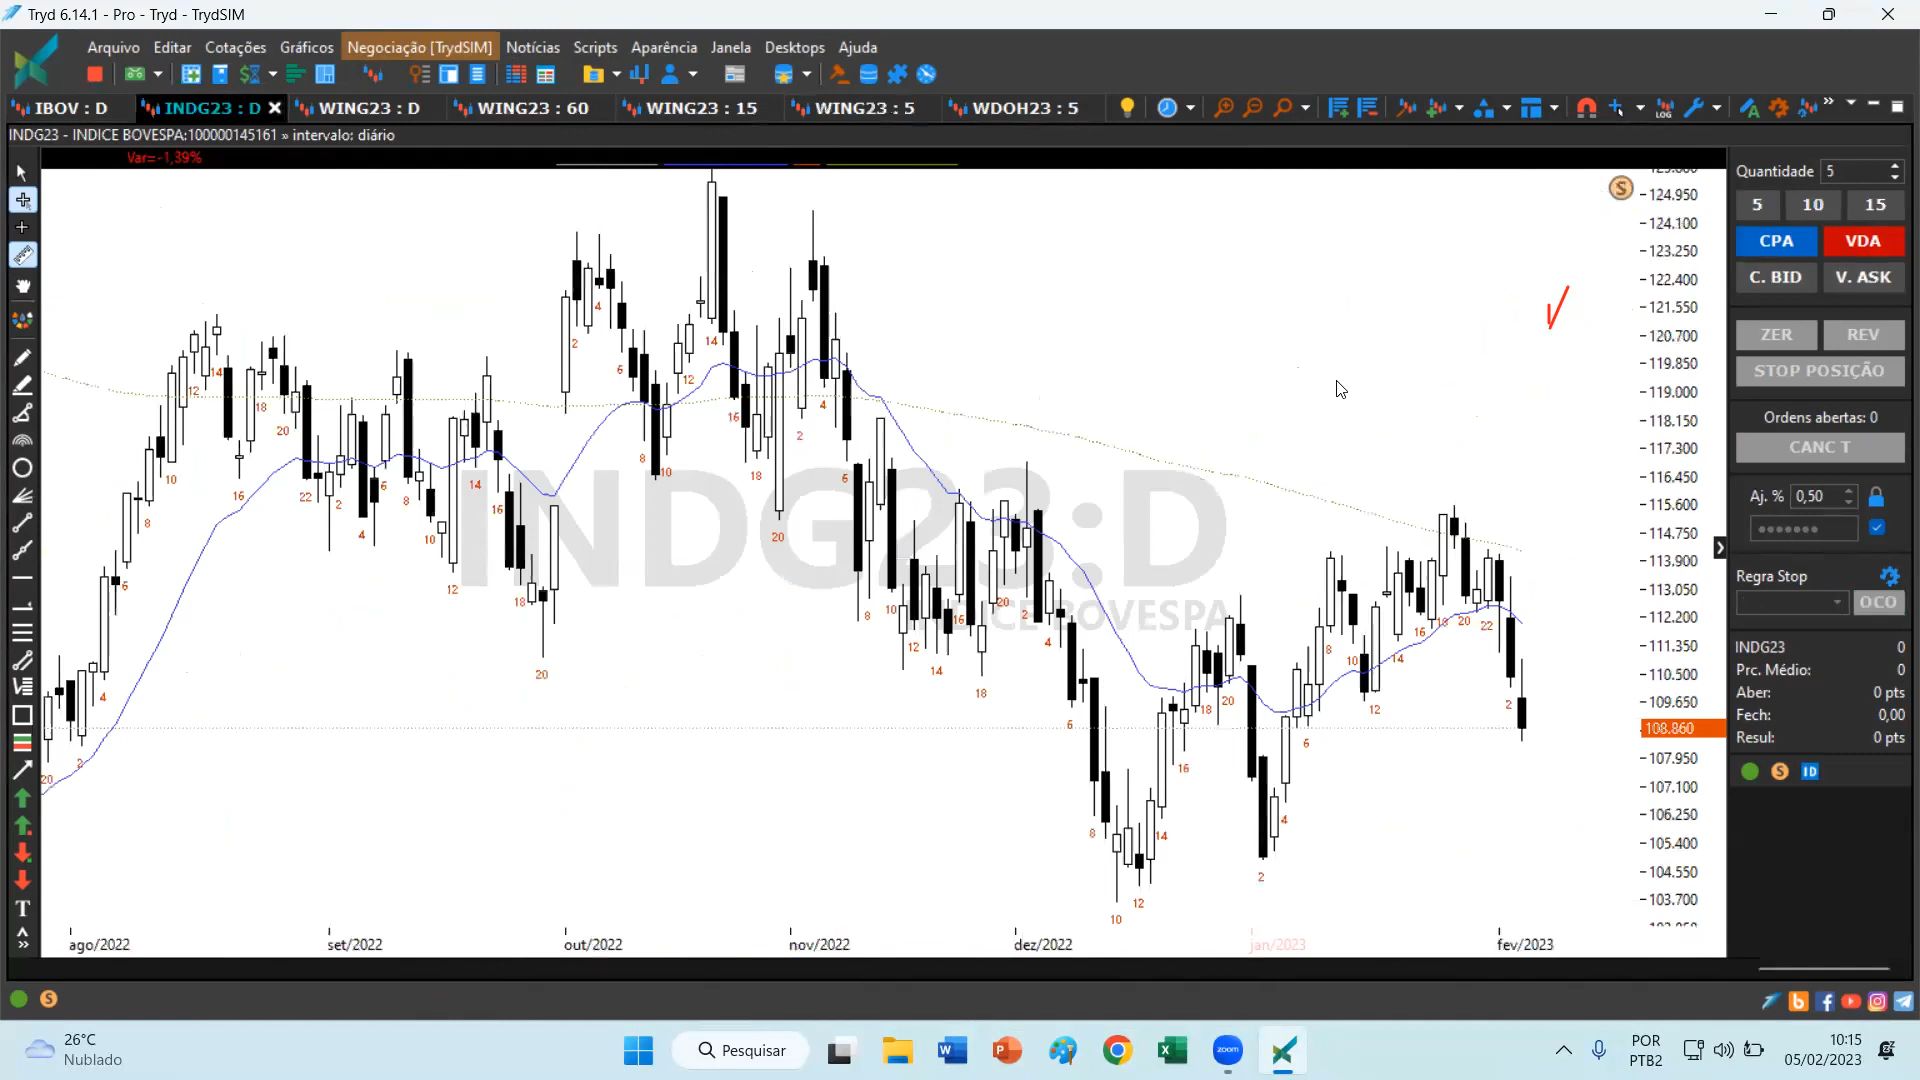 Tryd 6.14.1 - Pro - Tryd - TrydSIM
Arquivo Editar Cotações Gráficos Negociação [TrydSIM] Notícias Scripts Aparência Janela Desktops Ajuda
IBOV : D INDG23 : D WING23 : D WING23 : 60 WING23 : 15 WING23 : 5 WDOH23 : 5 LOG
INDG23 - INDICE BOVESPA:100000145161 » intervalo: diário
Var=-1,39%
INDG23:D
INDICE BOVESPA
124.950
124.100
123.250
122.400
121.550
120.700
119.850
119.000
118.150
117.300
116.450
115.600
114.750
113.900
113.050
112.200
111.350
110.500
109.650
108.860
107.950
107.100
106.250
105.400
104.550
103.700
ago/2022 set/2022 out/2022 nov/2022 dez/2022 jan/2023 fev/2023
Quantidade 5
5 10 15
CPA VDA
C. BID V. ASK
ZER REV
STOP POSIÇÃO
Ordens abertas: 0
CANC T
Aj. % 0,50
Regra Stop
OCO
INDG23 0
Prc. Médio: 0
Aber: 0 pts
Fech: 0,00
Resul: 0 pts
S ID
26°C
Nublado
Pesquisar
zoom
POR
PTB2
10:15
05/02/2023